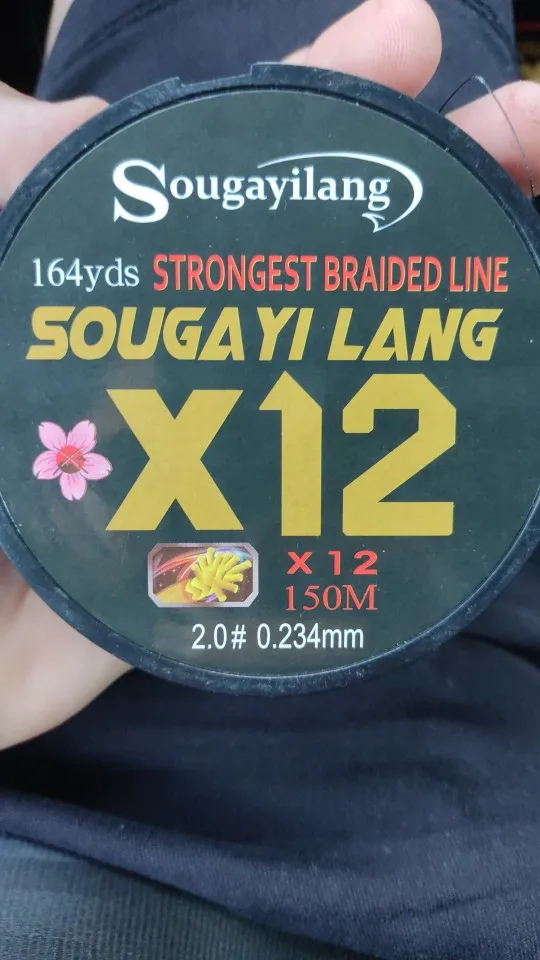 Sougayilang
164yds STRONGEST BRAIDED LINE
SOUGAYI LANG
X12
X12
150M
2.0# 0.234mm